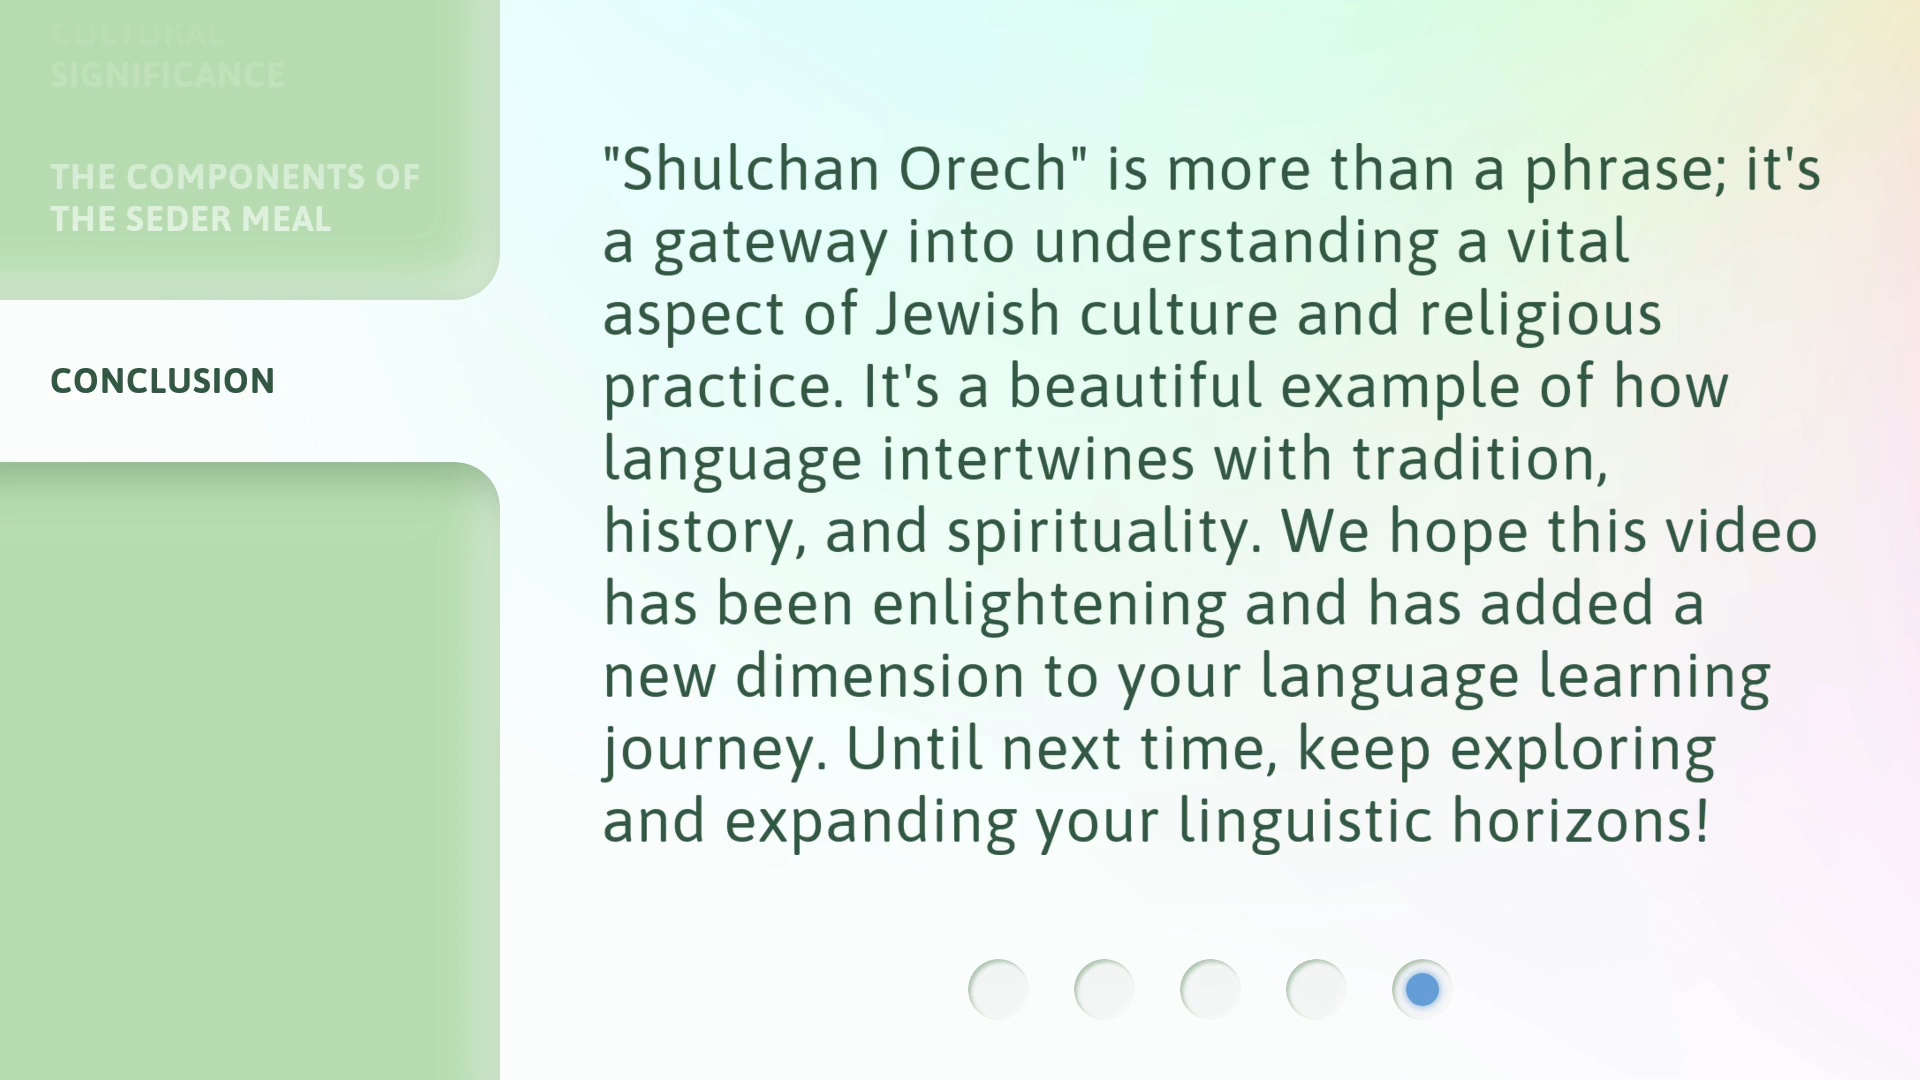 CULTURAL
SIGNIFICANCE
THE COMPONENTS OF
THE SEDER MEAL
CONCLUSION
"Shulchan Orech" is more than a phrase; it's
a gateway into understanding a vital
aspect of Jewish culture and religious
practice. It's a beautiful example of how
language intertwines with tradition,
history, and spirituality. We hope this video
has been enlightening and has added a
new dimension to your language learning
journey. Until next time, keep exploring
and expanding your linguistic horizons!